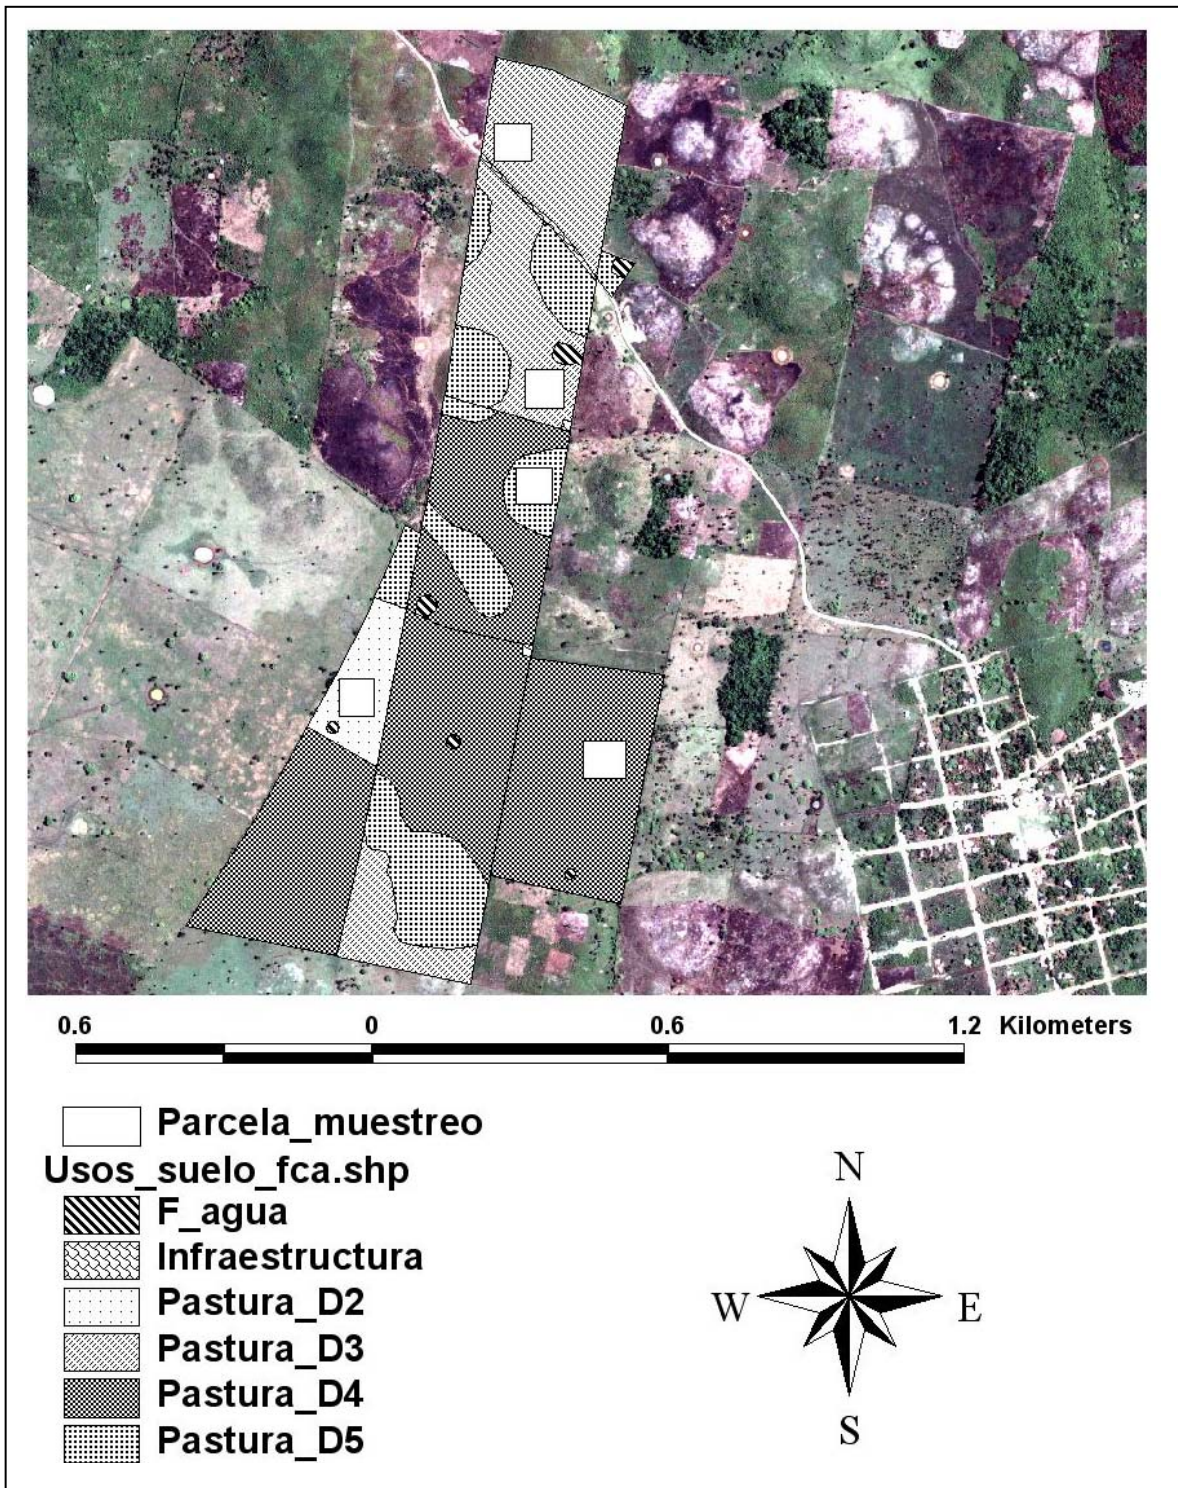 0.6 0 0.6 1.2 Kilometers
Parcela_muestreo
Usos_suelo_fca.shp
F_agua
Infraestructura
Pastura_D2
Pastura_D3
Pastura_D4
Pastura_D5
N
W E
S